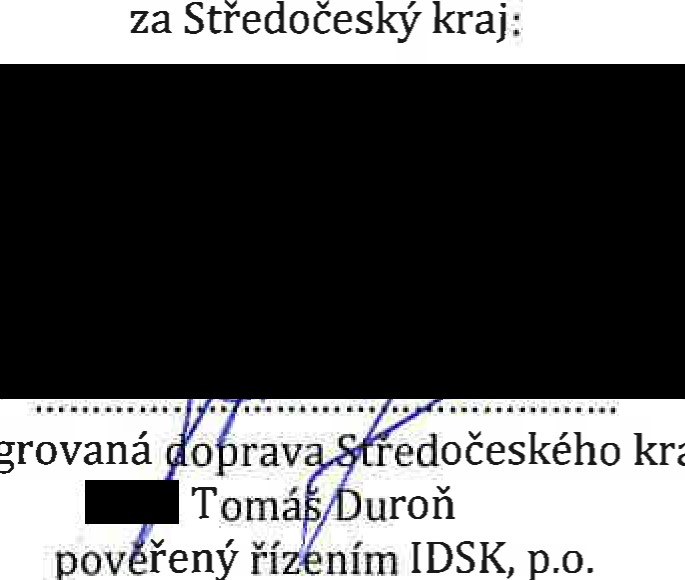 za Středočeský kraj:
grovaná doprava Středočeského kra
Tomáš Duroň
pověřený řízením IDSK, p.o.